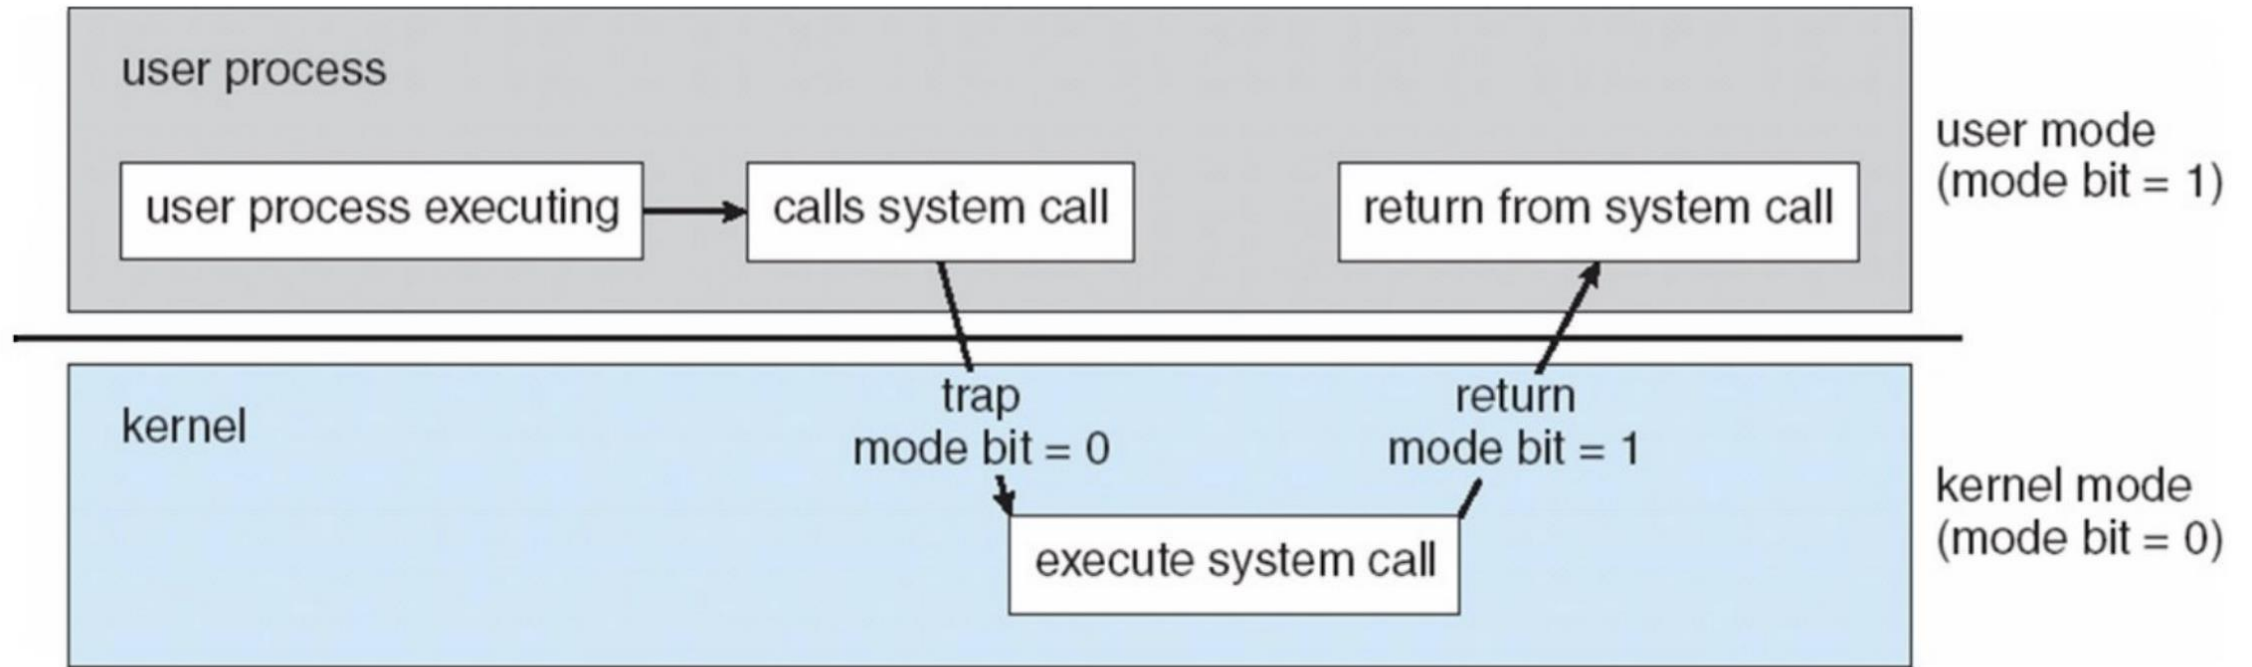 user process
user process executing
calls system call
return from system call
user mode
(mode bit = 1)
kernel
trap
mode bit = 0
return
mode bit = 1
execute system call
kernel mode
(mode bit = 0)